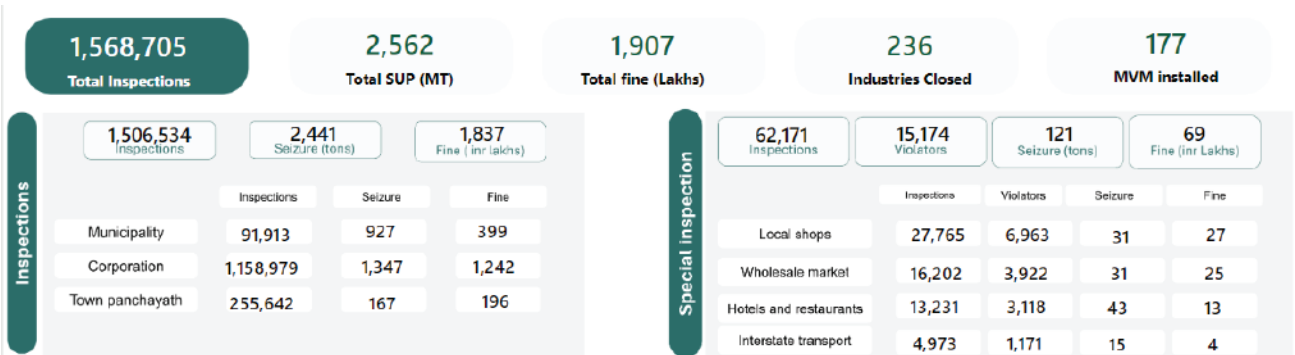 1,568,705 2,562 1,907 236 177
Total Inspections Total SUP (MT) Total fine (Lakhs) Industries Closed MVM installed
Inspections
1,506,534 2,441 1,837
Inspections Seizure (tons) Fine ( inr lakhs)
Inspections Seizure Fine
Municipality 91,913 927 399
Corporation 1,158,979 1,347 1,242
Town panchayath 255,642 167 196
Special inspection
62,171 15,174 121 69
Inspections Violators Seizure (tons) Fine (inr Lakhs)
Inspections Violators Seizure Fine
Local shops 27,765 6,963 31 27
Wholesale market 16,202 3,922 31 25
Hotels and restaurants 13,231 3,118 43 13
Interstate transport 4,973 1,171 15 4